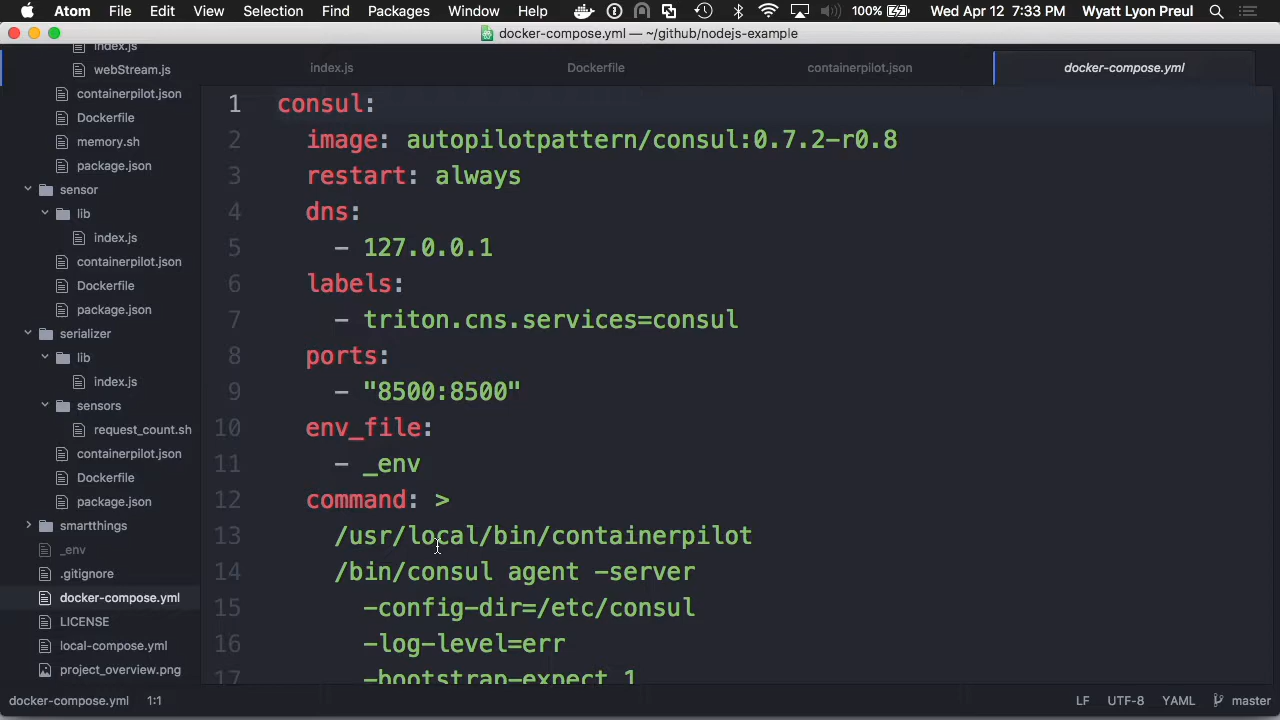 Atom File Edit View Selection Find Packages Window Help 100% Wed Apr 12 7:33 PM Wyatt Lyon Preul
docker-compose.yml — ~/github/nodejs-example
index.js
webStream.js
containerpilot.json
Dockerfile
memory.sh
package.json
sensor
lib
index.js
containerpilot.json
Dockerfile
package.json
serializer
lib
index.js
sensors
request_count.sh
containerpilot.json
Dockerfile
package.json
smartthings
_env
.gitignore
docker-compose.yml
LICENSE
local-compose.yml
project_overview.png
index.js Dockerfile containerpilot.json docker-compose.yml
1 consul:
2 image: autopilotpattern/consul:0.7.2-r0.8
3 restart: always
4 dns:
5 - 127.0.0.1
6 labels:
7 - triton.cns.services=consul
8 ports:
9 - "8500:8500"
10 env_file:
11 - _env
12 command: >
13 /usr/local/bin/containerpilot
14 /bin/consul agent -server
15 -config-dir=/etc/consul
16 -log-level=err
17 -bootstrap-expect 1
docker-compose.yml 1:1 LF UTF-8 YAML master